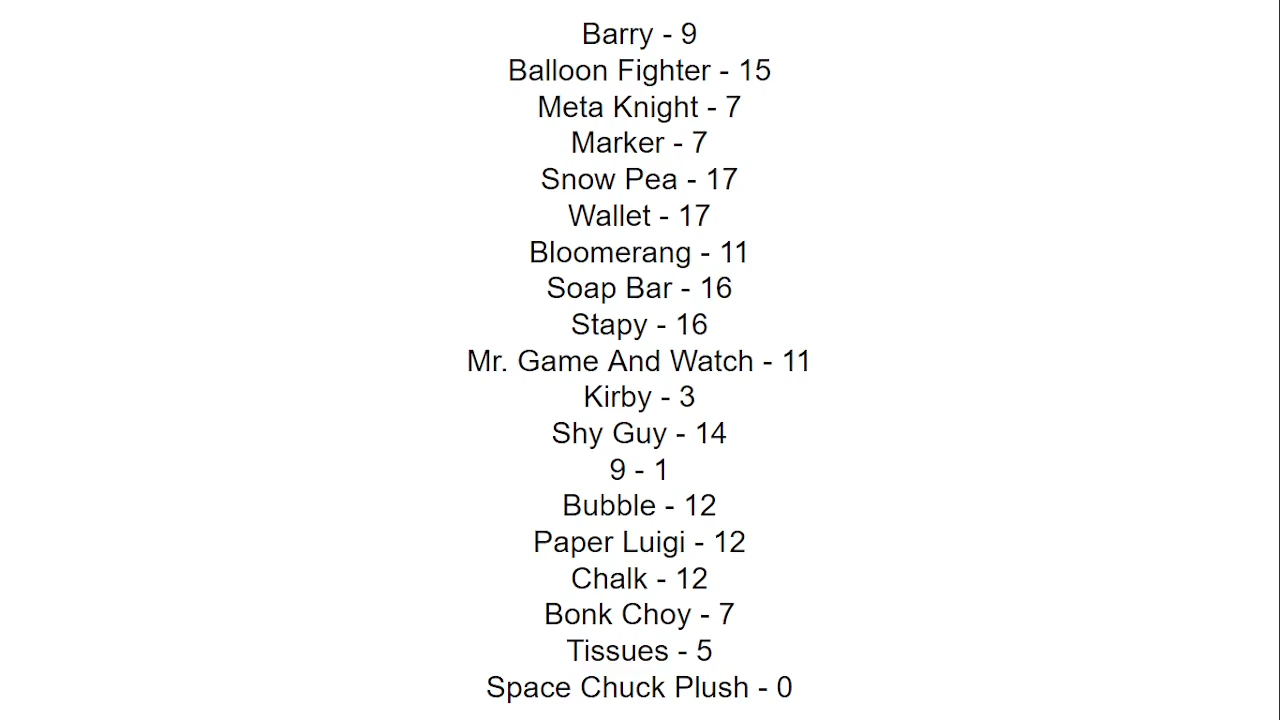 Barry - 9
Balloon Fighter - 15
Meta Knight - 7
Marker - 7
Snow Pea - 17
Wallet - 17
Bloomerang - 11
Soap Bar - 16
Stapy - 16
Mr. Game And Watch - 11
Kirby - 3
Shy Guy - 14
9 - 1
Bubble - 12
Paper Luigi - 12
Chalk - 12
Bonk Choy - 7
Tissues - 5
Space Chuck Plush - 0